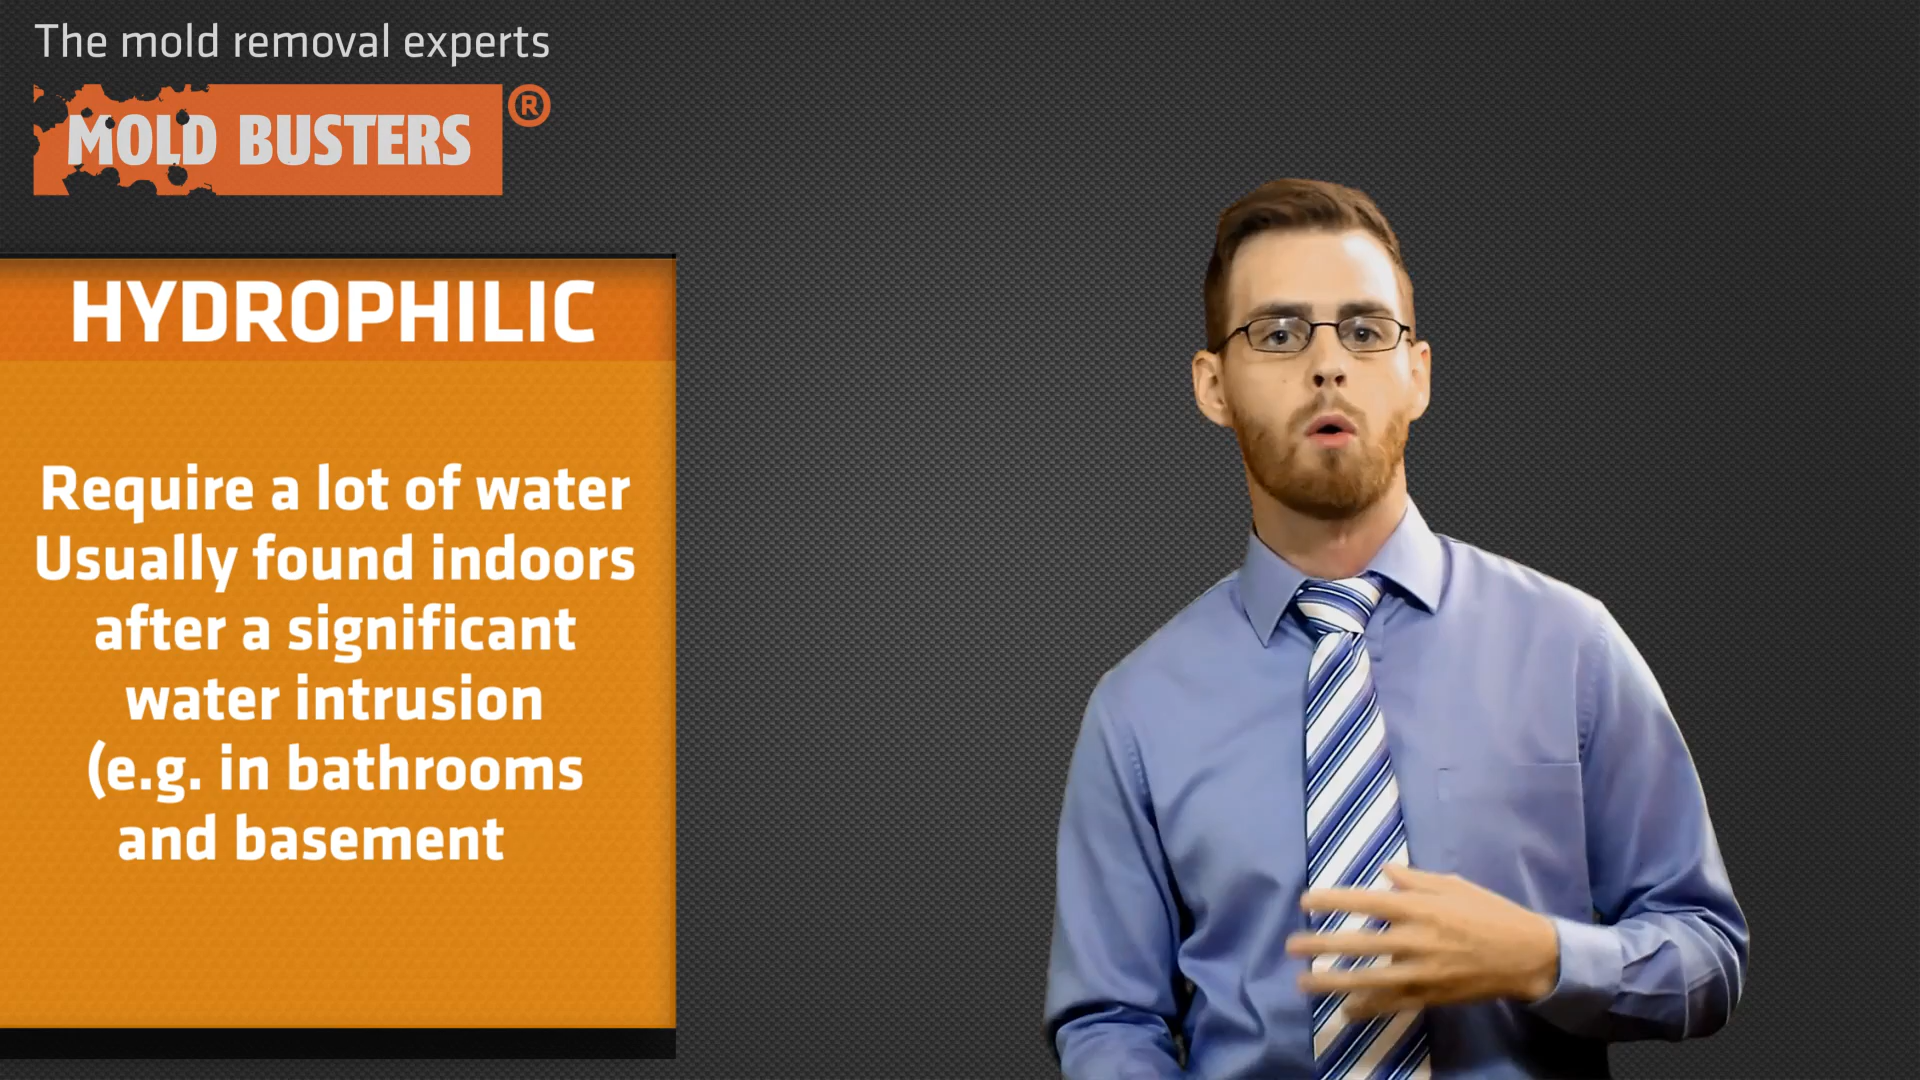 The mold removal experts
MOLD BUSTERS ®
HYDROPHILIC
Require a lot of water
Usually found indoors
after a significant
water intrusion
(e.g. in bathrooms
and basement